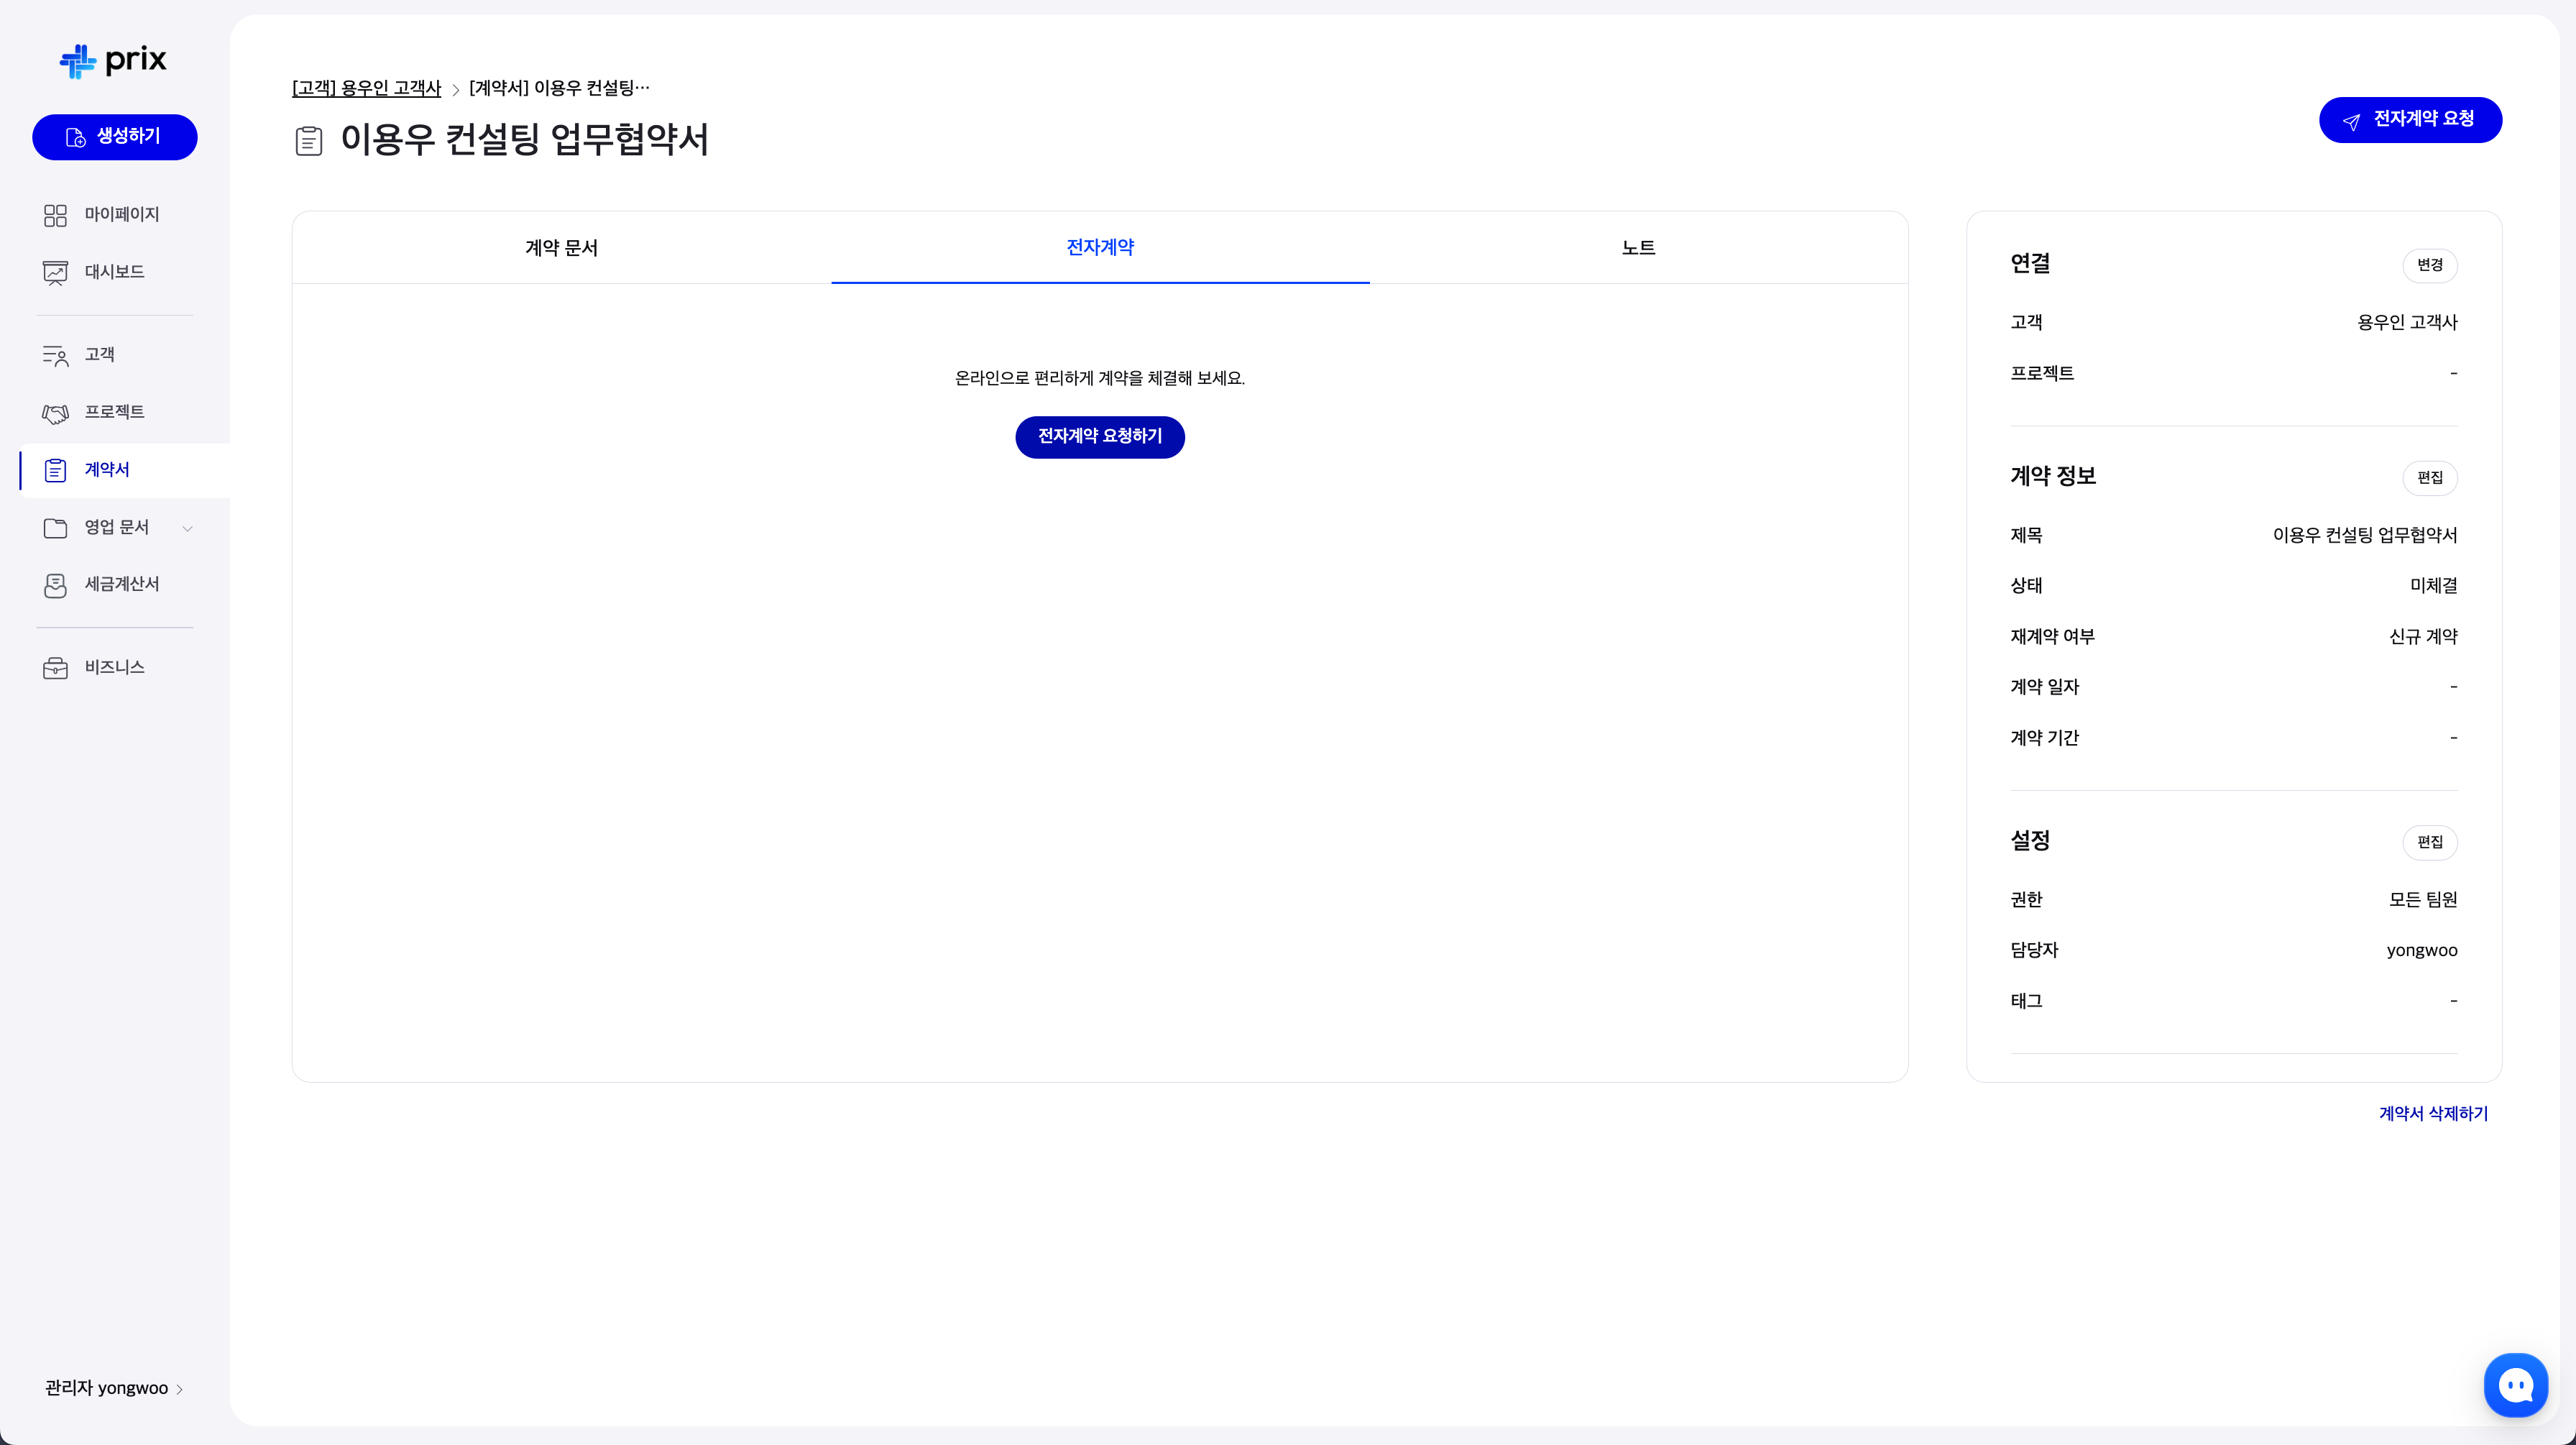 prix
생성하기
마이페이지
대시보드
고객
프로젝트
계약서
영업 문서
세금계산서
비즈니스
관리자 yongwoo
[고객] 용우인 고객사 > [계약서] 이용우 컨설팅…
이용우 컨설팅 업무협약서
전자계약 요청
계약 문서 전자계약 노트
온라인으로 편리하게 계약을 체결해 보세요.
전자계약 요청하기
연결 변경
고객 용우인 고객사
프로젝트 -
계약 정보 편집
제목 이용우 컨설팅 업무협약서
상태 미체결
재계약 여부 신규 계약
계약 일자 -
계약 기간 -
설정 편집
권한 모든 팀원
담당자 yongwoo
태그 -
계약서 삭제하기